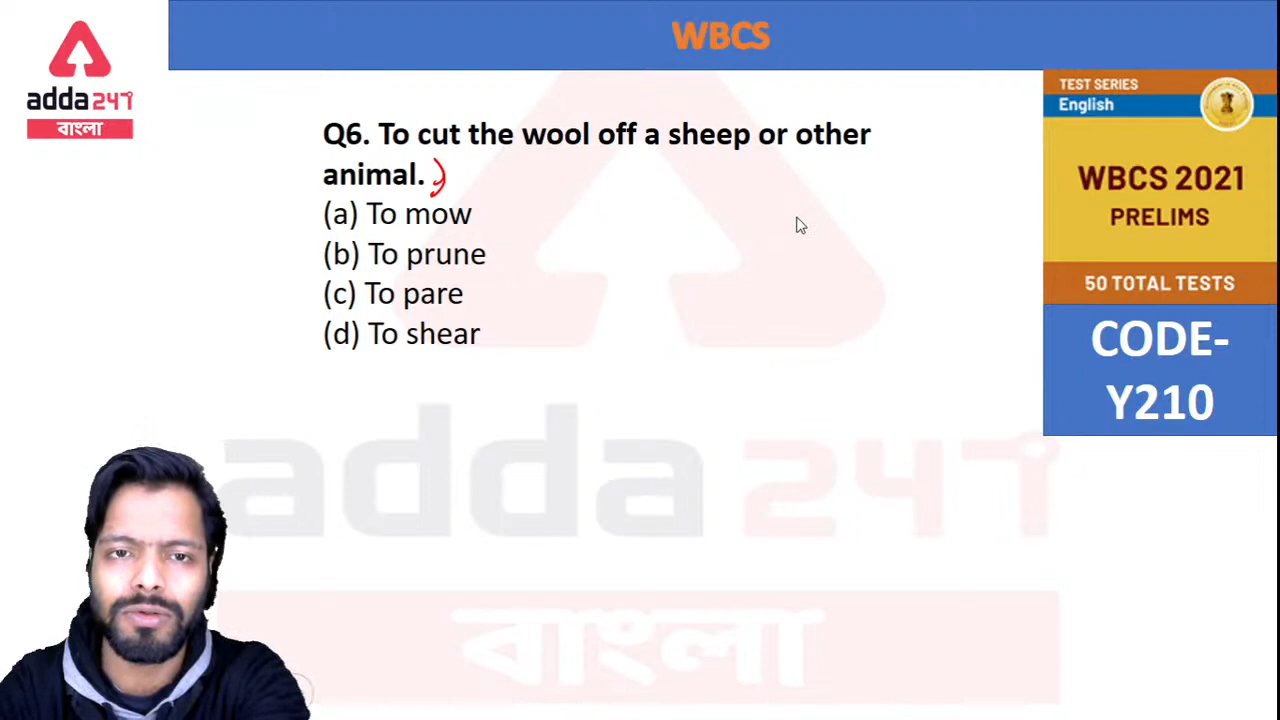 WBCS
adda247
বাংলা
TEST SERIES
English
WBCS 2021
PRELIMS
50 TOTAL TESTS
CODE-
Y210
Q6. To cut the wool off a sheep or other
animal.
(a) To mow
(b) To prune
(c) To pare
(d) To shear
adda247
বাংলা